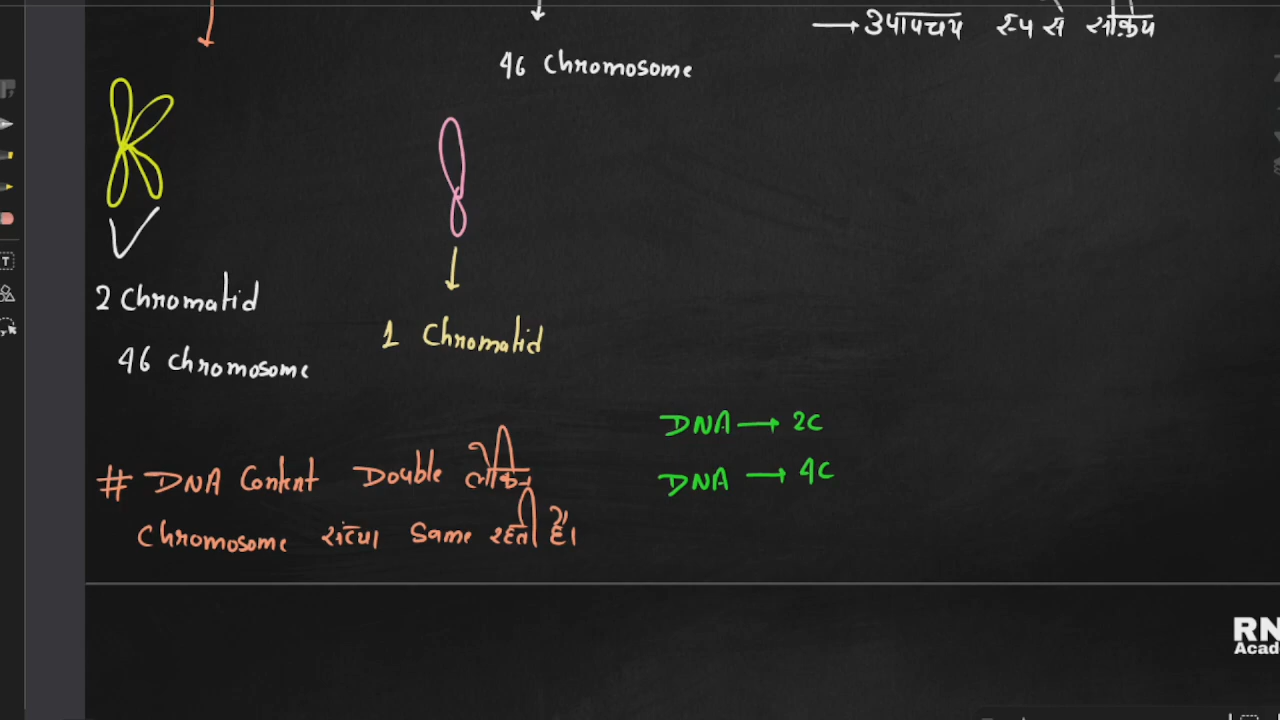 → उपापचय रूप से सक्रिय
46 Chromosome
2 Chromatid
1 Chromatid
46 Chromosome
DNA → 2C
# DNA Content Double लेकिन
DNA → 4C
Chromosome संख्या Same रहती है।
RN
Acad
T